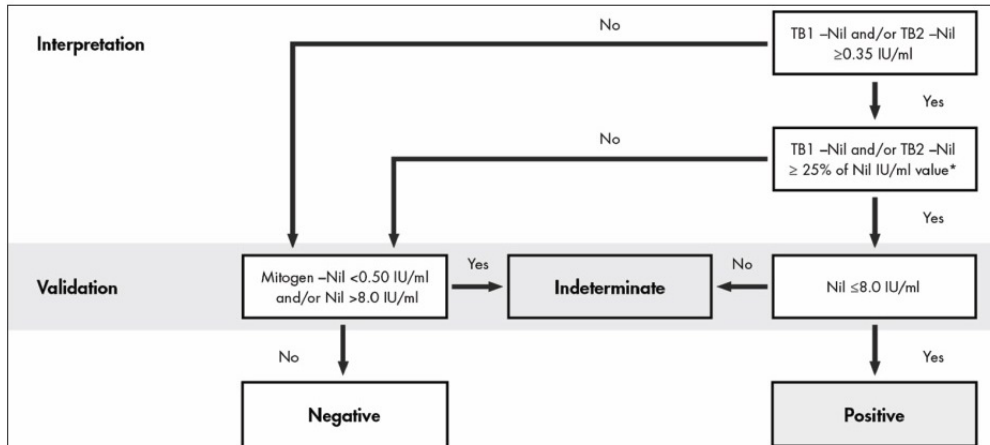 Interpretation
No
TB1 –Nil and/or TB2 –Nil
≥0.35 IU/ml
Yes
No
TB1 –Nil and/or TB2 –Nil
≥ 25% of Nil IU/ml value*
Yes
Validation
Mitogen –Nil <0.50 IU/ml
and/or Nil >8.0 IU/ml
Yes
Indeterminate
No
Nil ≤8.0 IU/ml
No
Yes
Negative
Positive